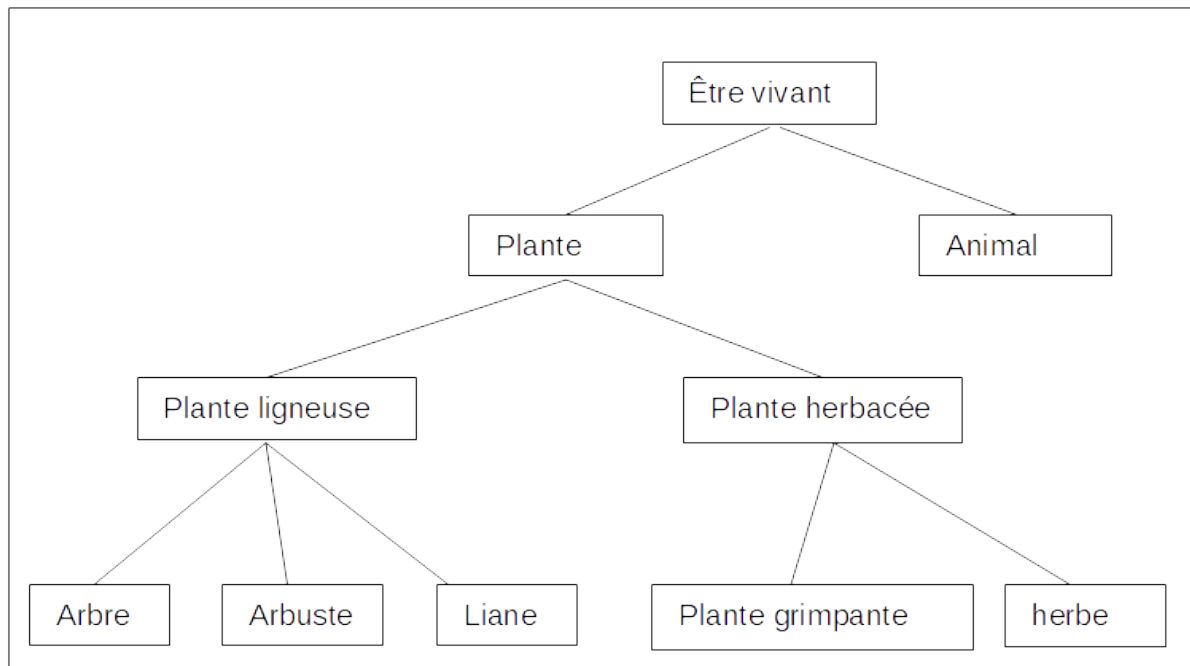 Être vivant
Plante
Animal
Plante ligneuse
Plante herbacée
Arbre
Arbuste
Liane
Plante grimpante
herbe